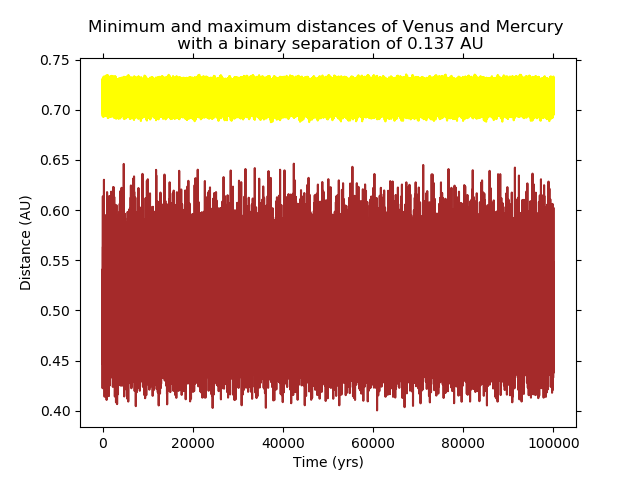 Minimum and maximum distances of Venus and Mercury
with a binary separation of 0.137 AU
0.75
0.70
0.65
0.60
0.55
0.50
0.45
0.40
Distance (AU)
0 20000 40000 60000 80000 100000
Time (yrs)